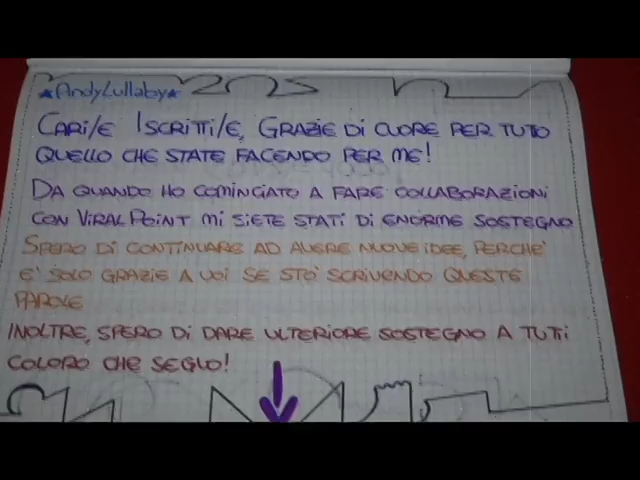 ★AndyLullaby★
CARI/E ISCRITTI/E, GRAZIE DI CUORE PER TUTTO
QUELLO CHE STATE FACENDO PER ME!
DA QUANDO HO COMINCIATO A FARE COLLABORAZIONI
CON VIRALPOINT MI SIETE STATI DI ENORME SOSTEGNO
SPERO DI CONTINUARE AD AVERE NUOVE IDEE, PERCHE'
E' SOLO GRAZIE A VOI SE STO' SCRIVENDO QUESTE
PAROLE
INOLTRE, SPERO DI DARE ULTERIORE SOSTEGNO A TUTTI
COLORO CHE SEGUO!